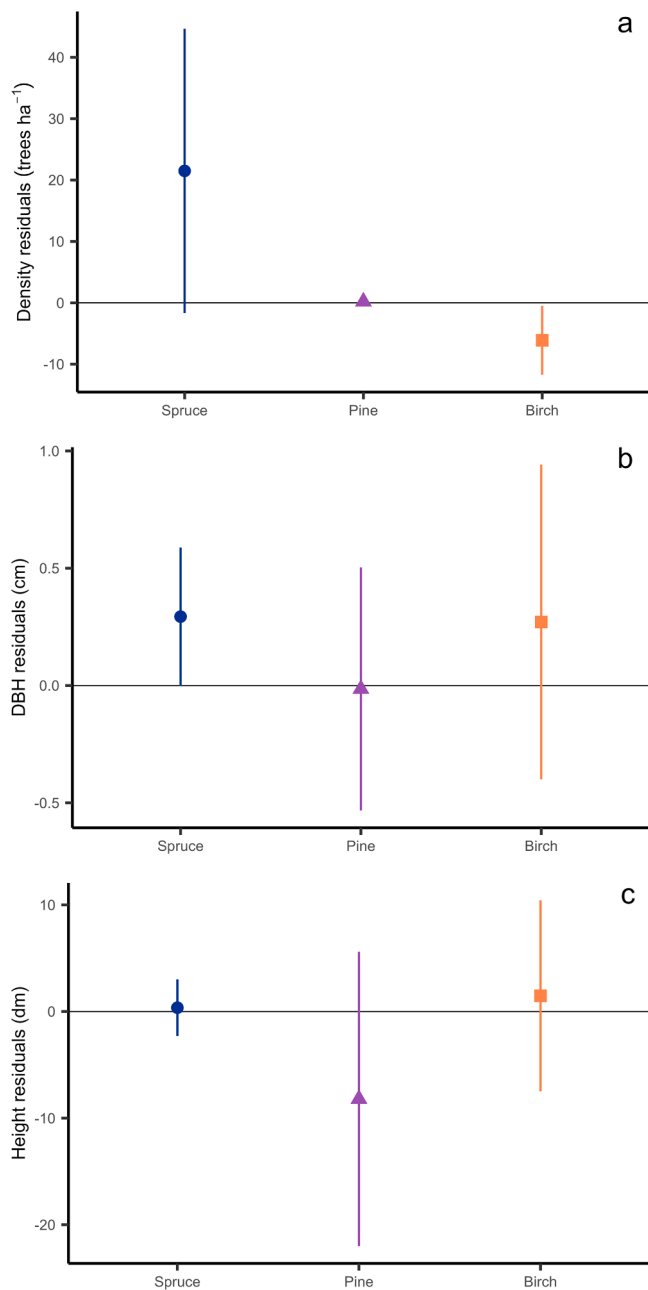 a
Density residuals (trees ha⁻¹)
40
30
20
10
0
-10
Spruce Pine Birch
b
DBH residuals (cm)
1.0
0.5
0.0
-0.5
Spruce Pine Birch
c
Height residuals (dm)
10
0
-10
-20
Spruce Pine Birch